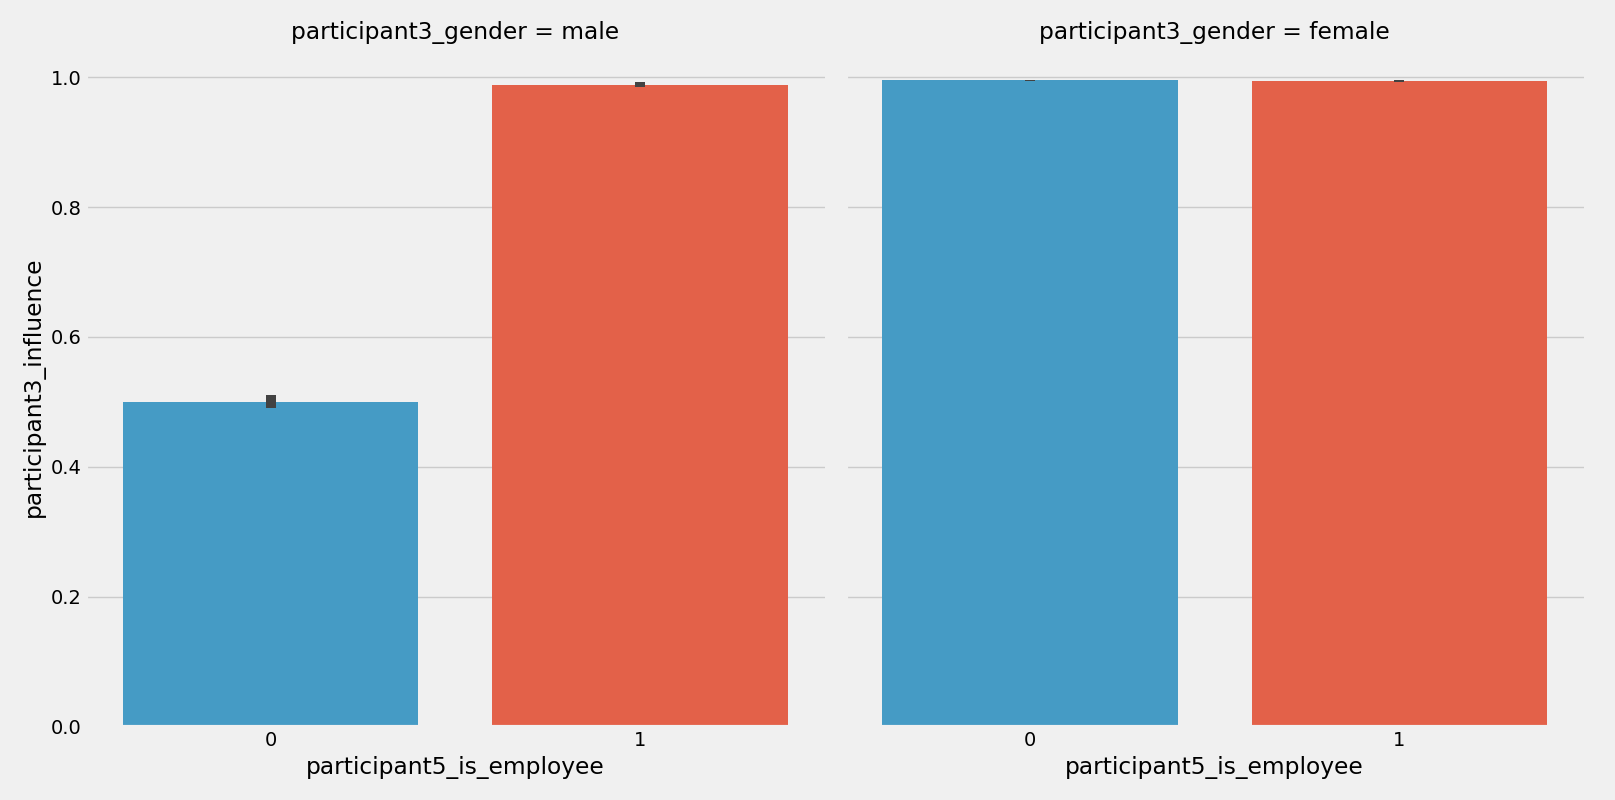 participant3_gender = male
participant3_gender = female
participant3_influence
1.0
0.8
0.6
0.4
0.2
0.0
0
1
0
1
participant5_is_employee
participant5_is_employee